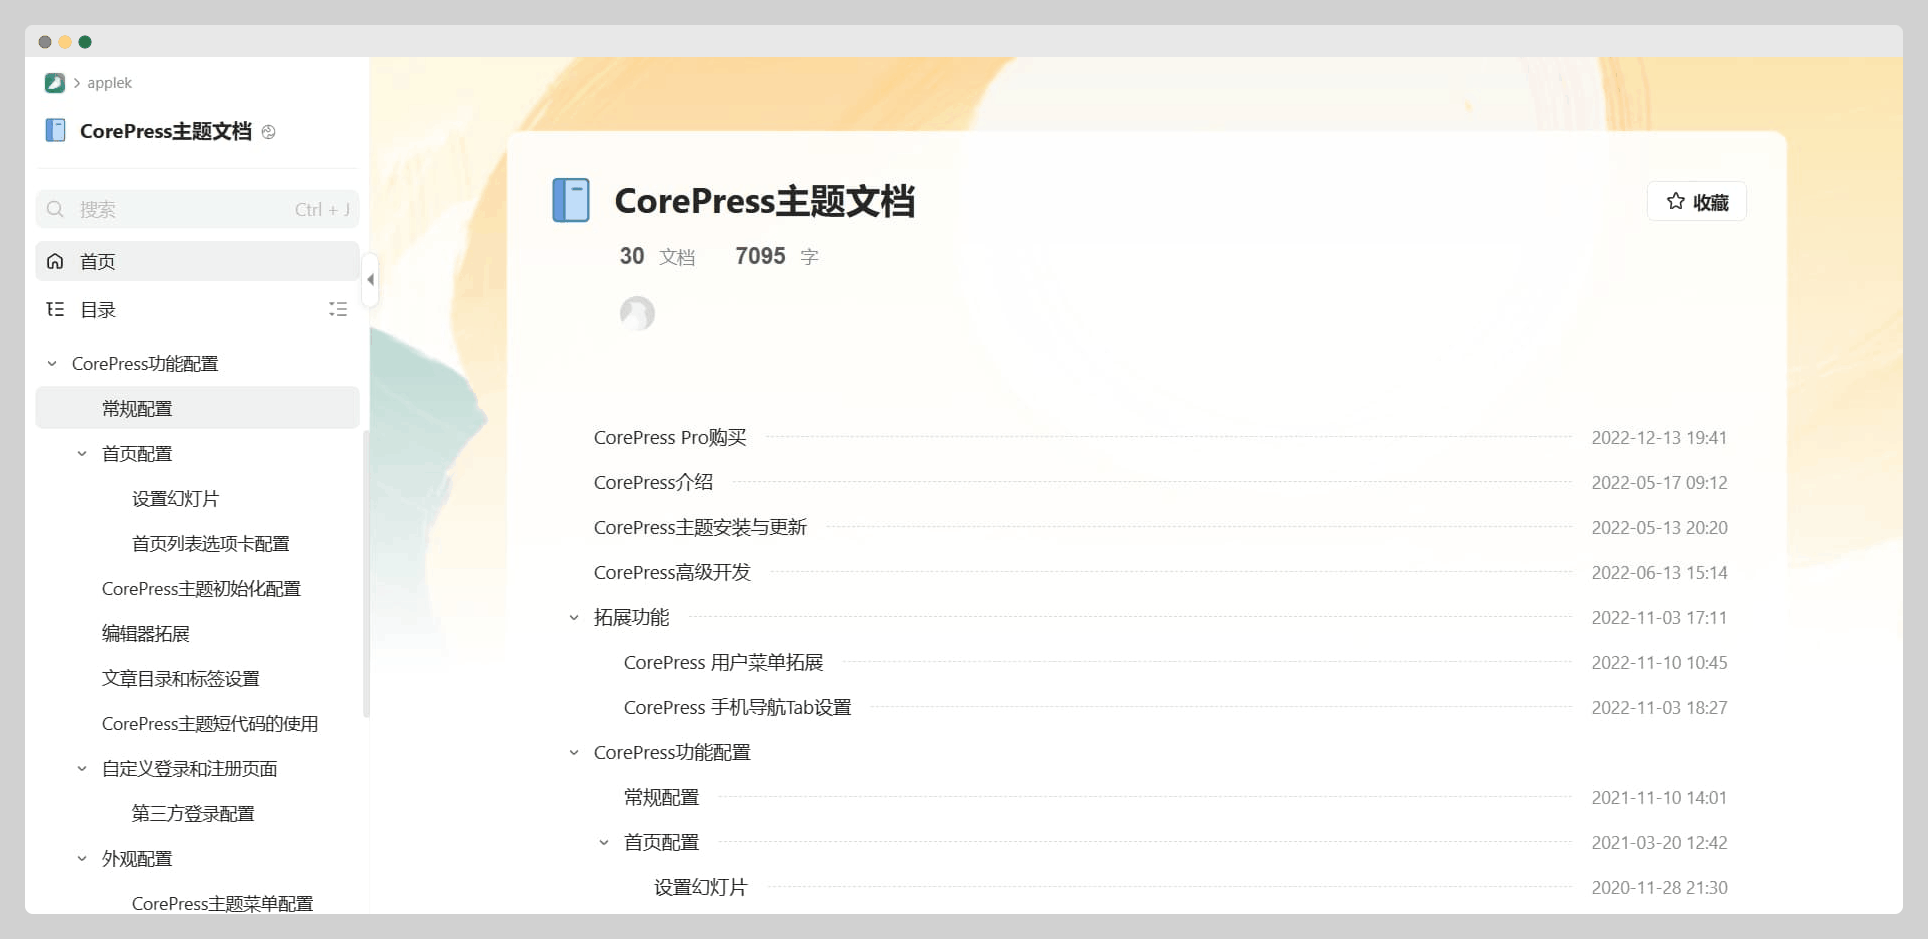 applek
CorePress主题文档
搜索 Ctrl + J
首页
目录
CorePress功能配置
常规配置
首页配置
设置幻灯片
首页列表选项卡配置
CorePress主题初始化配置
编辑器拓展
文章目录和标签设置
CorePress主题短代码的使用
自定义登录和注册页面
第三方登录配置
外观配置
CorePress主题菜单配置
CorePress主题文档
收藏
30 文档 7095 字
CorePress Pro购买 2022-12-13 19:41
CorePress介绍 2022-05-17 09:12
CorePress主题安装与更新 2022-05-13 20:20
CorePress高级开发 2022-06-13 15:14
拓展功能 2022-11-03 17:11
CorePress 用户菜单拓展 2022-11-10 10:45
CorePress 手机导航Tab设置 2022-11-03 18:27
CorePress功能配置
常规配置 2021-11-10 14:01
首页配置 2021-03-20 12:42
设置幻灯片 2020-11-28 21:30